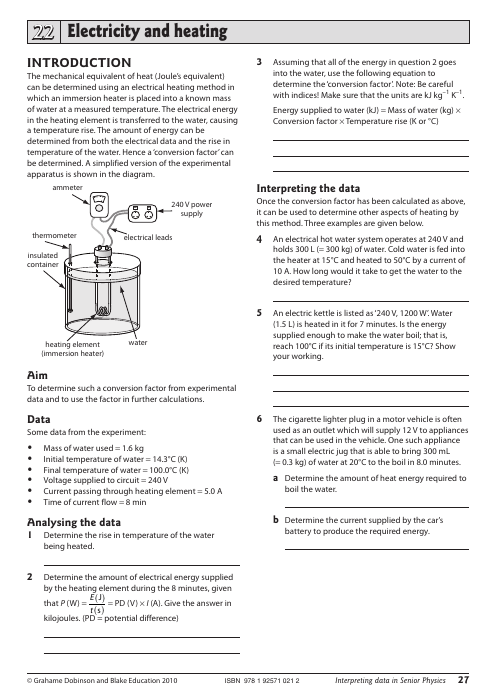 22 Electricity and heating
INTRODUCTION
The mechanical equivalent of heat (Joule's equivalent)
can be determined using an electrical heating method in
which an immersion heater is placed into a known mass
of water at a measured temperature. The electrical energy
in the heating element is transferred to the water, causing
a temperature rise. The amount of energy can be
determined from both the electrical data and the rise in
temperature of the water. Hence a 'conversion factor' can
be determined. A simplified version of the experimental
apparatus is shown in the diagram.
ammeter
240 V power
supply
thermometer
electrical leads
insulated
container
heating element
(immersion heater)
water
Aim
To determine such a conversion factor from experimental
data and to use the factor in further calculations.
Data
Some data from the experiment:
• Mass of water used = 1.6 kg
• Initial temperature of water = 14.3°C (K)
• Final temperature of water = 100.0°C (K)
• Voltage supplied to circuit = 240 V
• Current passing through heating element = 5.0 A
• Time of current flow = 8 min
Analysing the data
1 Determine the rise in temperature of the water
being heated.
2 Determine the amount of electrical energy supplied
by the heating element during the 8 minutes, given
that P (W) = E(J)/t(s) = PD (V) × I (A). Give the answer in
kilojoules. (PD = potential difference)
3 Assuming that all of the energy in question 2 goes
into the water, use the following equation to
determine the 'conversion factor'. Note: Be careful
with indices! Make sure that the units are kJ kg⁻¹ K⁻¹.
Energy supplied to water (kJ) = Mass of water (kg) ×
Conversion factor × Temperature rise (K or °C)
Interpreting the data
Once the conversion factor has been calculated as above,
it can be used to determine other aspects of heating by
this method. Three examples are given below.
4 An electrical hot water system operates at 240 V and
holds 300 L (= 300 kg) of water. Cold water is fed into
the heater at 15°C and heated to 50°C by a current of
10 A. How long would it take to get the water to the
desired temperature?
5 An electric kettle is listed as '240 V, 1200 W'. Water
(1.5 L) is heated in it for 7 minutes. Is the energy
supplied enough to make the water boil; that is,
reach 100°C if its initial temperature is 15°C? Show
your working.
6 The cigarette lighter plug in a motor vehicle is often
used as an outlet which will supply 12 V to appliances
that can be used in the vehicle. One such appliance
is a small electric jug that is able to bring 300 mL
(= 0.3 kg) of water at 20°C to the boil in 8.0 minutes.
a Determine the amount of heat energy required to
boil the water.
b Determine the current supplied by the car's
battery to produce the required energy.
© Grahame Dobinson and Blake Education 2010 ISBN 978 1 92571 021 2 Interpreting data in Senior Physics 27